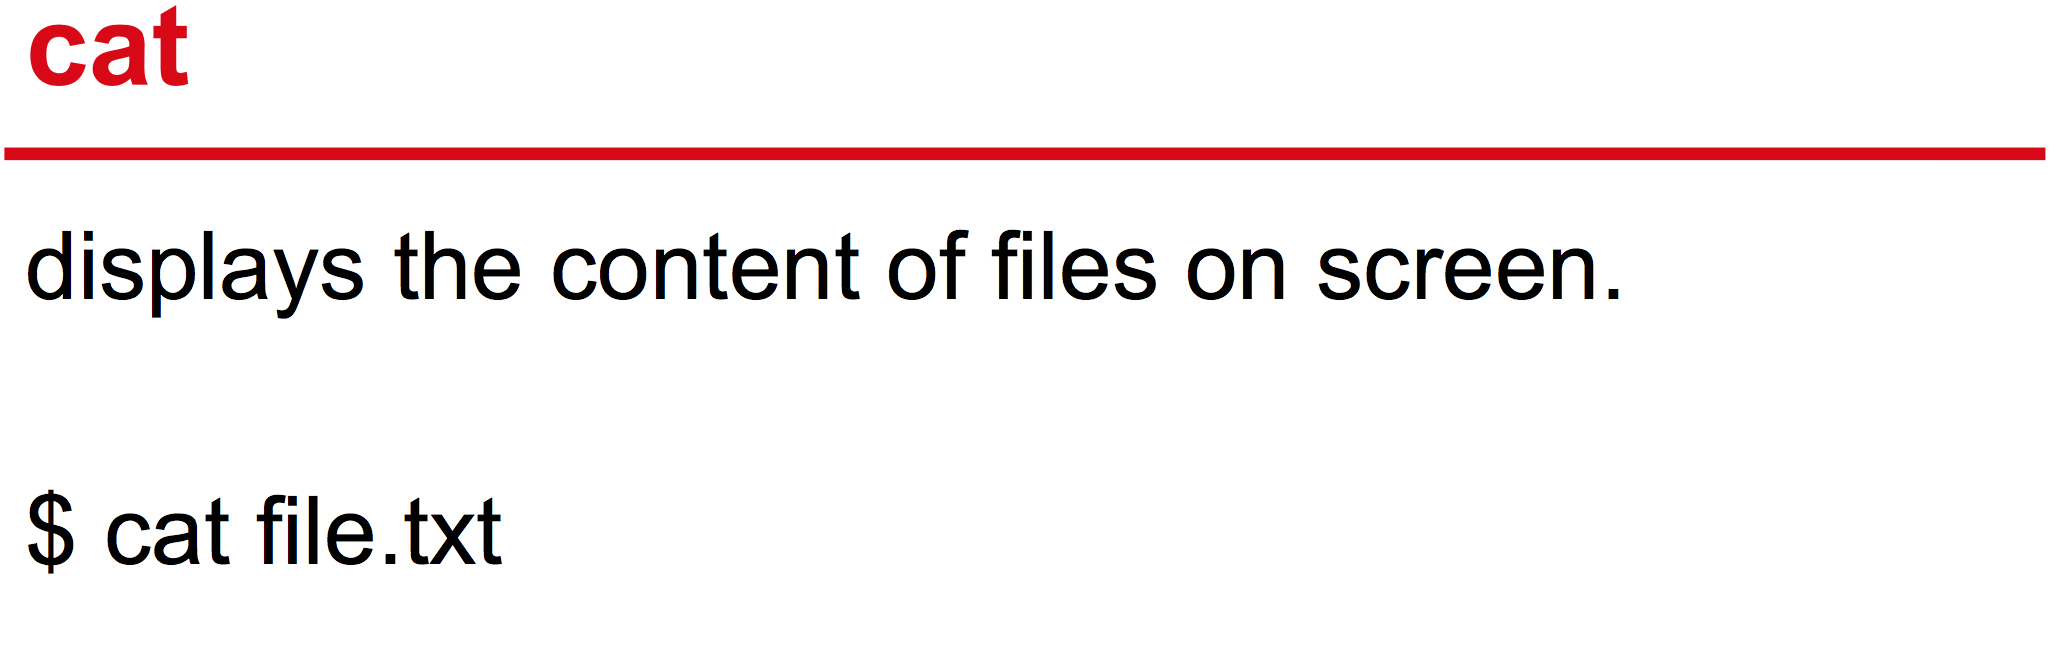 cat
displays the content of files on screen.
$ cat file.txt